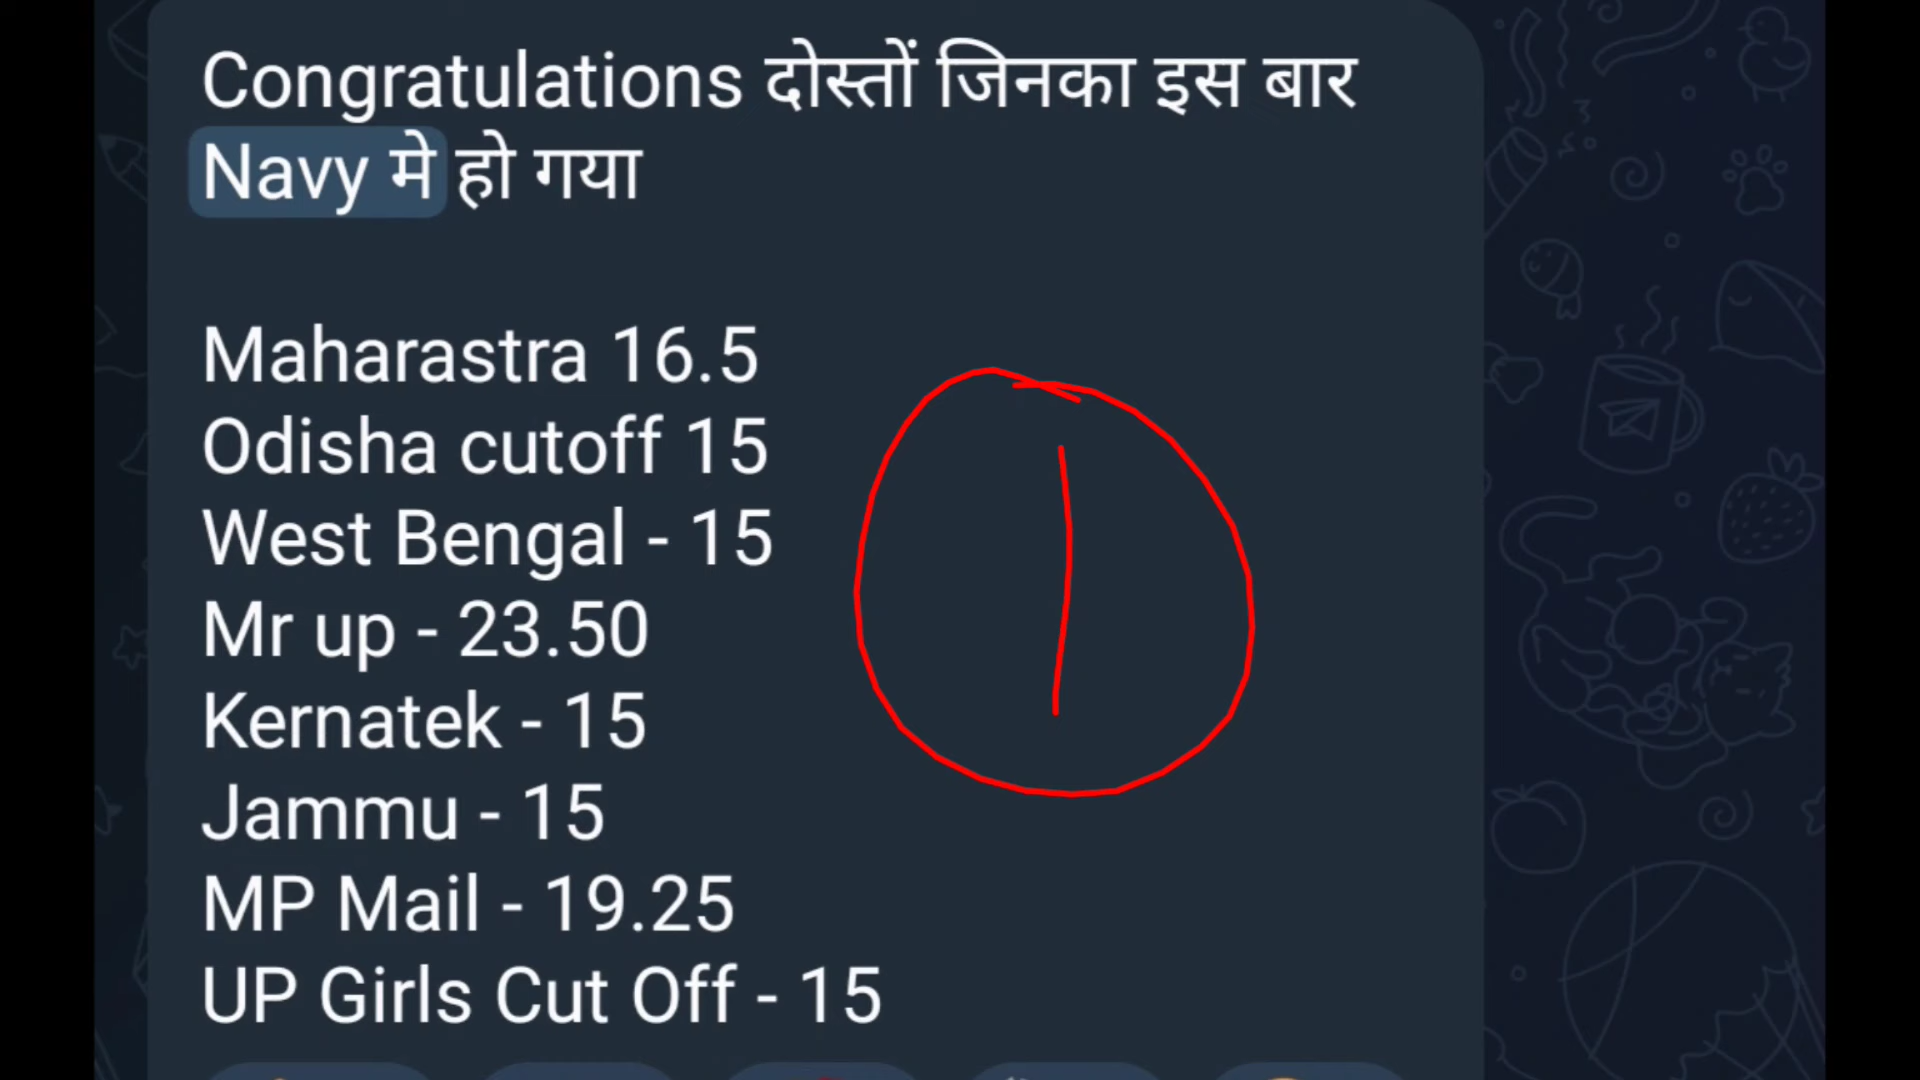 Congratulations दोस्तों जिनका इस बार
Navy मे हो गया
Maharastra 16.5
Odisha cutoff 15
West Bengal - 15
Mr up - 23.50
Kernatek - 15
Jammu - 15
MP Mail - 19.25
UP Girls Cut Off - 15
1